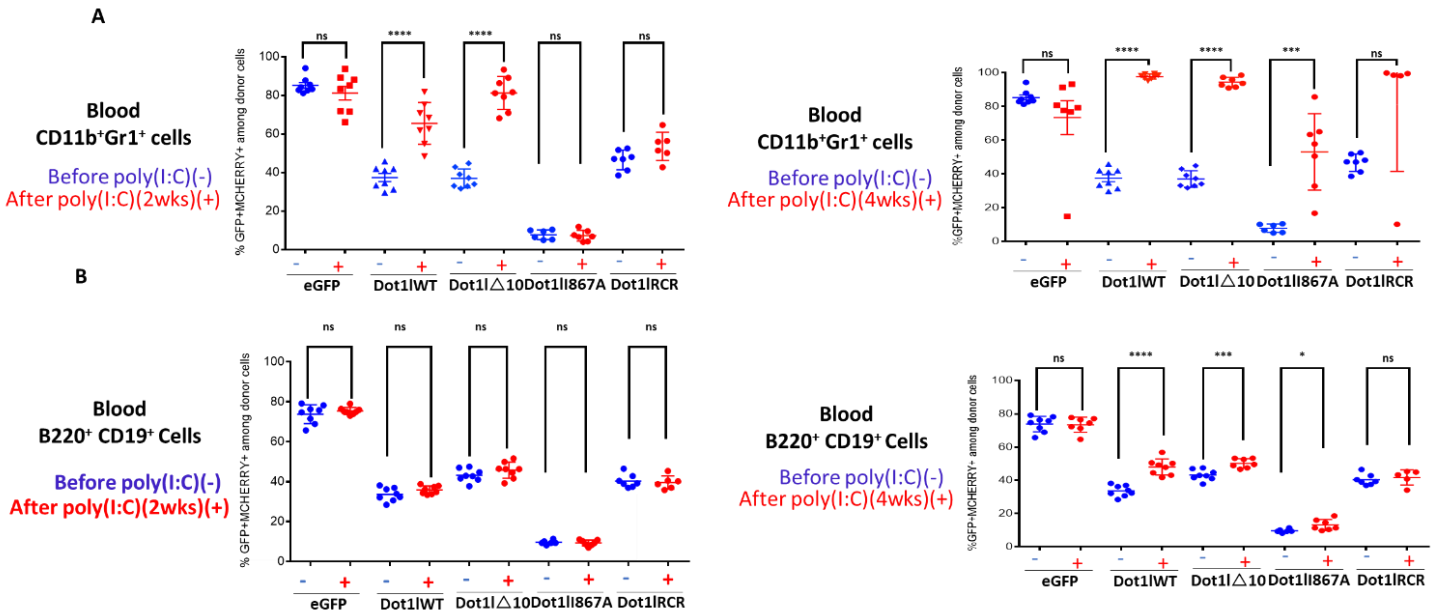 A
Blood
CD11b⁺Gr1⁺ cells
Before poly(I:C)(-)
After poly(I:C)(2wks)(+)
% GFP+MCHERRY+ among donor cells
100
80
60
40
20
0
ns
****
****
ns
ns
- + - + - + - + - +
eGFP Dot1lWT Dot1l△10 Dot1lI867A Dot1lRCR
Blood
CD11b⁺Gr1⁺ cells
Before poly(I:C)(-)
After poly(I:C)(4wks)(+)
%GFP+MCHERRY+ among donor cells
100
80
60
40
20
0
ns
****
****
***
ns
- + - + - + - + - +
eGFP Dot1lWT Dot1l△10 Dot1lI867A Dot1lRCR
B
Blood
B220⁺ CD19⁺ Cells
Before poly(I:C)(-)
After poly(I:C)(2wks)(+)
% GFP+MCHERRY+ among donor cells
100
80
60
40
20
0
ns
ns
ns
ns
ns
- + - + - + - + - +
eGFP Dot1lWT Dot1l△10 Dot1lI867A Dot1lRCR
Blood
B220⁺ CD19⁺ Cells
Before poly(I:C)(-)
After poly(I:C)(4wks)(+)
%GFP+MCHERRY+ among donor cells
100
80
60
40
20
0
ns
****
***
*
ns
- + - + - + - + - +
eGFP Dot1lWT Dot1l△10 Dot1lI867A Dot1lRCR